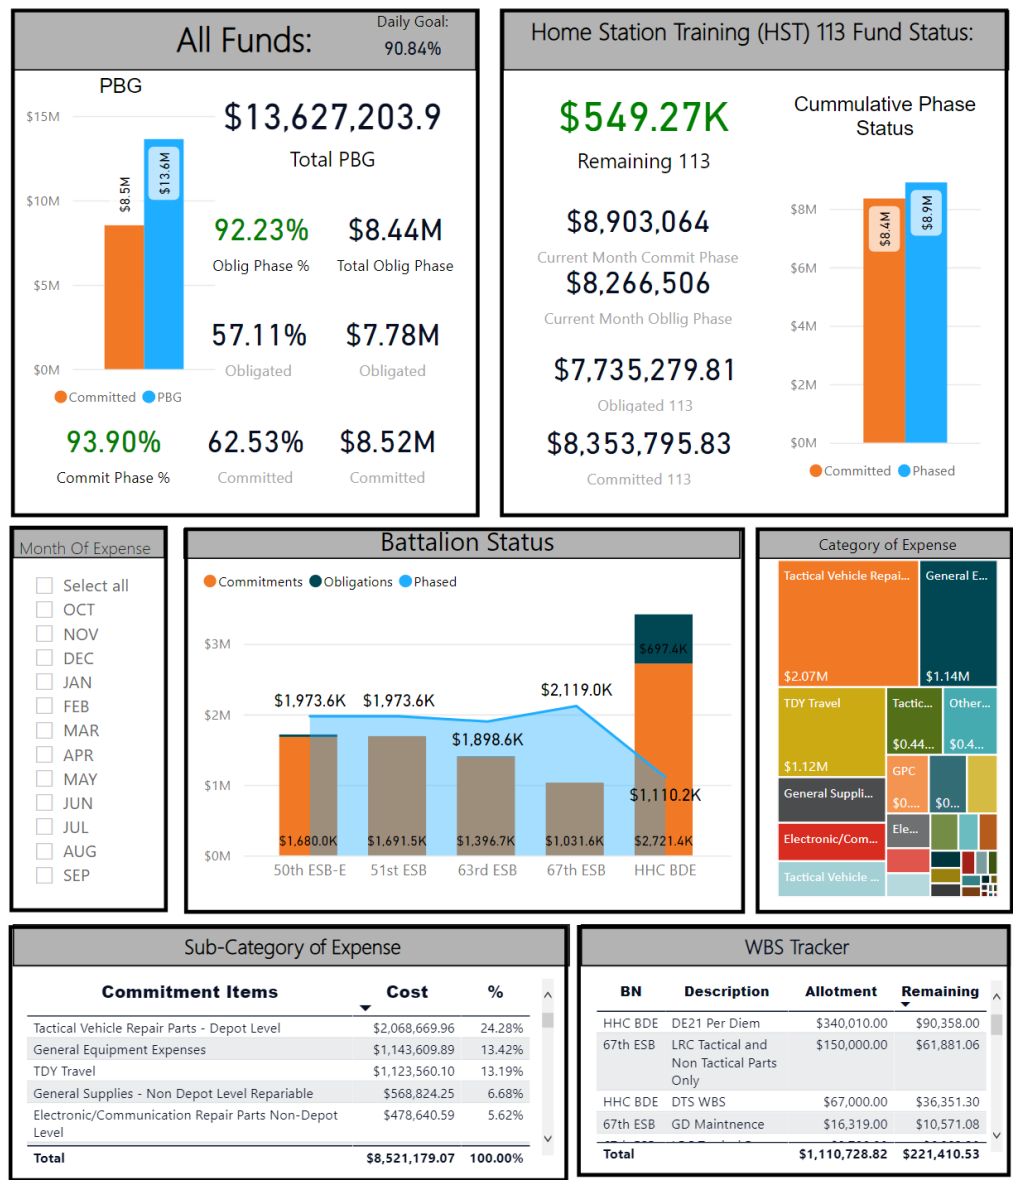 All Funds:
Daily Goal:
90.84%
PBG
$15M
$10M
$5M
$0M
$8.5M
$13.6M
Committed PBG
$13,627,203.9
Total PBG
92.23%
Oblig Phase %
$8.44M
Total Oblig Phase
57.11%
Obligated
$7.78M
Obligated
93.90%
Commit Phase %
62.53%
Committed
$8.52M
Committed
Home Station Training (HST) 113 Fund Status:
$549.27K
Remaining 113
$8,903,064
Current Month Commit Phase
$8,266,506
Current Month Obllig Phase
$7,735,279.81
Obligated 113
$8,353,795.83
Committed 113
Cummulative Phase
Status
$8M
$6M
$4M
$2M
$0M
$8.4M
$8.9M
Committed Phased
Month Of Expense
Select all
OCT
NOV
DEC
JAN
FEB
MAR
APR
MAY
JUN
JUL
AUG
SEP
Battalion Status
Commitments Obligations Phased
$3M
$2M
$1M
$0M
$1,973.6K
$1,973.6K
$1,898.6K
$2,119.0K
$1,110.2K
$697.4K
$1,680.0K
$1,691.5K
$1,396.7K
$1,031.6K
$2,721.4K
50th ESB-E
51st ESB
63rd ESB
67th ESB
HHC BDE
Category of Expense
Tactical Vehicle Repai...
$2.07M
General E...
$1.14M
TDY Travel
$1.12M
Tactic...
$0.44...
Other...
$0.4...
General Suppli...
GPC
$0....
$0...
Electronic/Com...
Ele...
Tactical Vehicle ...
Sub-Category of Expense
Commitment Items Cost %
Tactical Vehicle Repair Parts - Depot Level $2,068,669.96 24.28%
General Equipment Expenses $1,143,609.89 13.42%
TDY Travel $1,123,560.10 13.19%
General Supplies - Non Depot Level Repariable $568,824.25 6.68%
Electronic/Communication Repair Parts Non-Depot $478,640.59 5.62%
Level
Total $8,521,179.07 100.00%
WBS Tracker
BN Description Allotment Remaining
HHC BDE DE21 Per Diem $340,010.00 $90,358.00
67th ESB LRC Tactical and $150,000.00 $61,881.06
Non Tactical Parts
Only
HHC BDE DTS WBS $67,000.00 $36,351.30
67th ESB GD Maintnence $16,319.00 $10,571.08
Total $1,110,728.82 $221,410.53